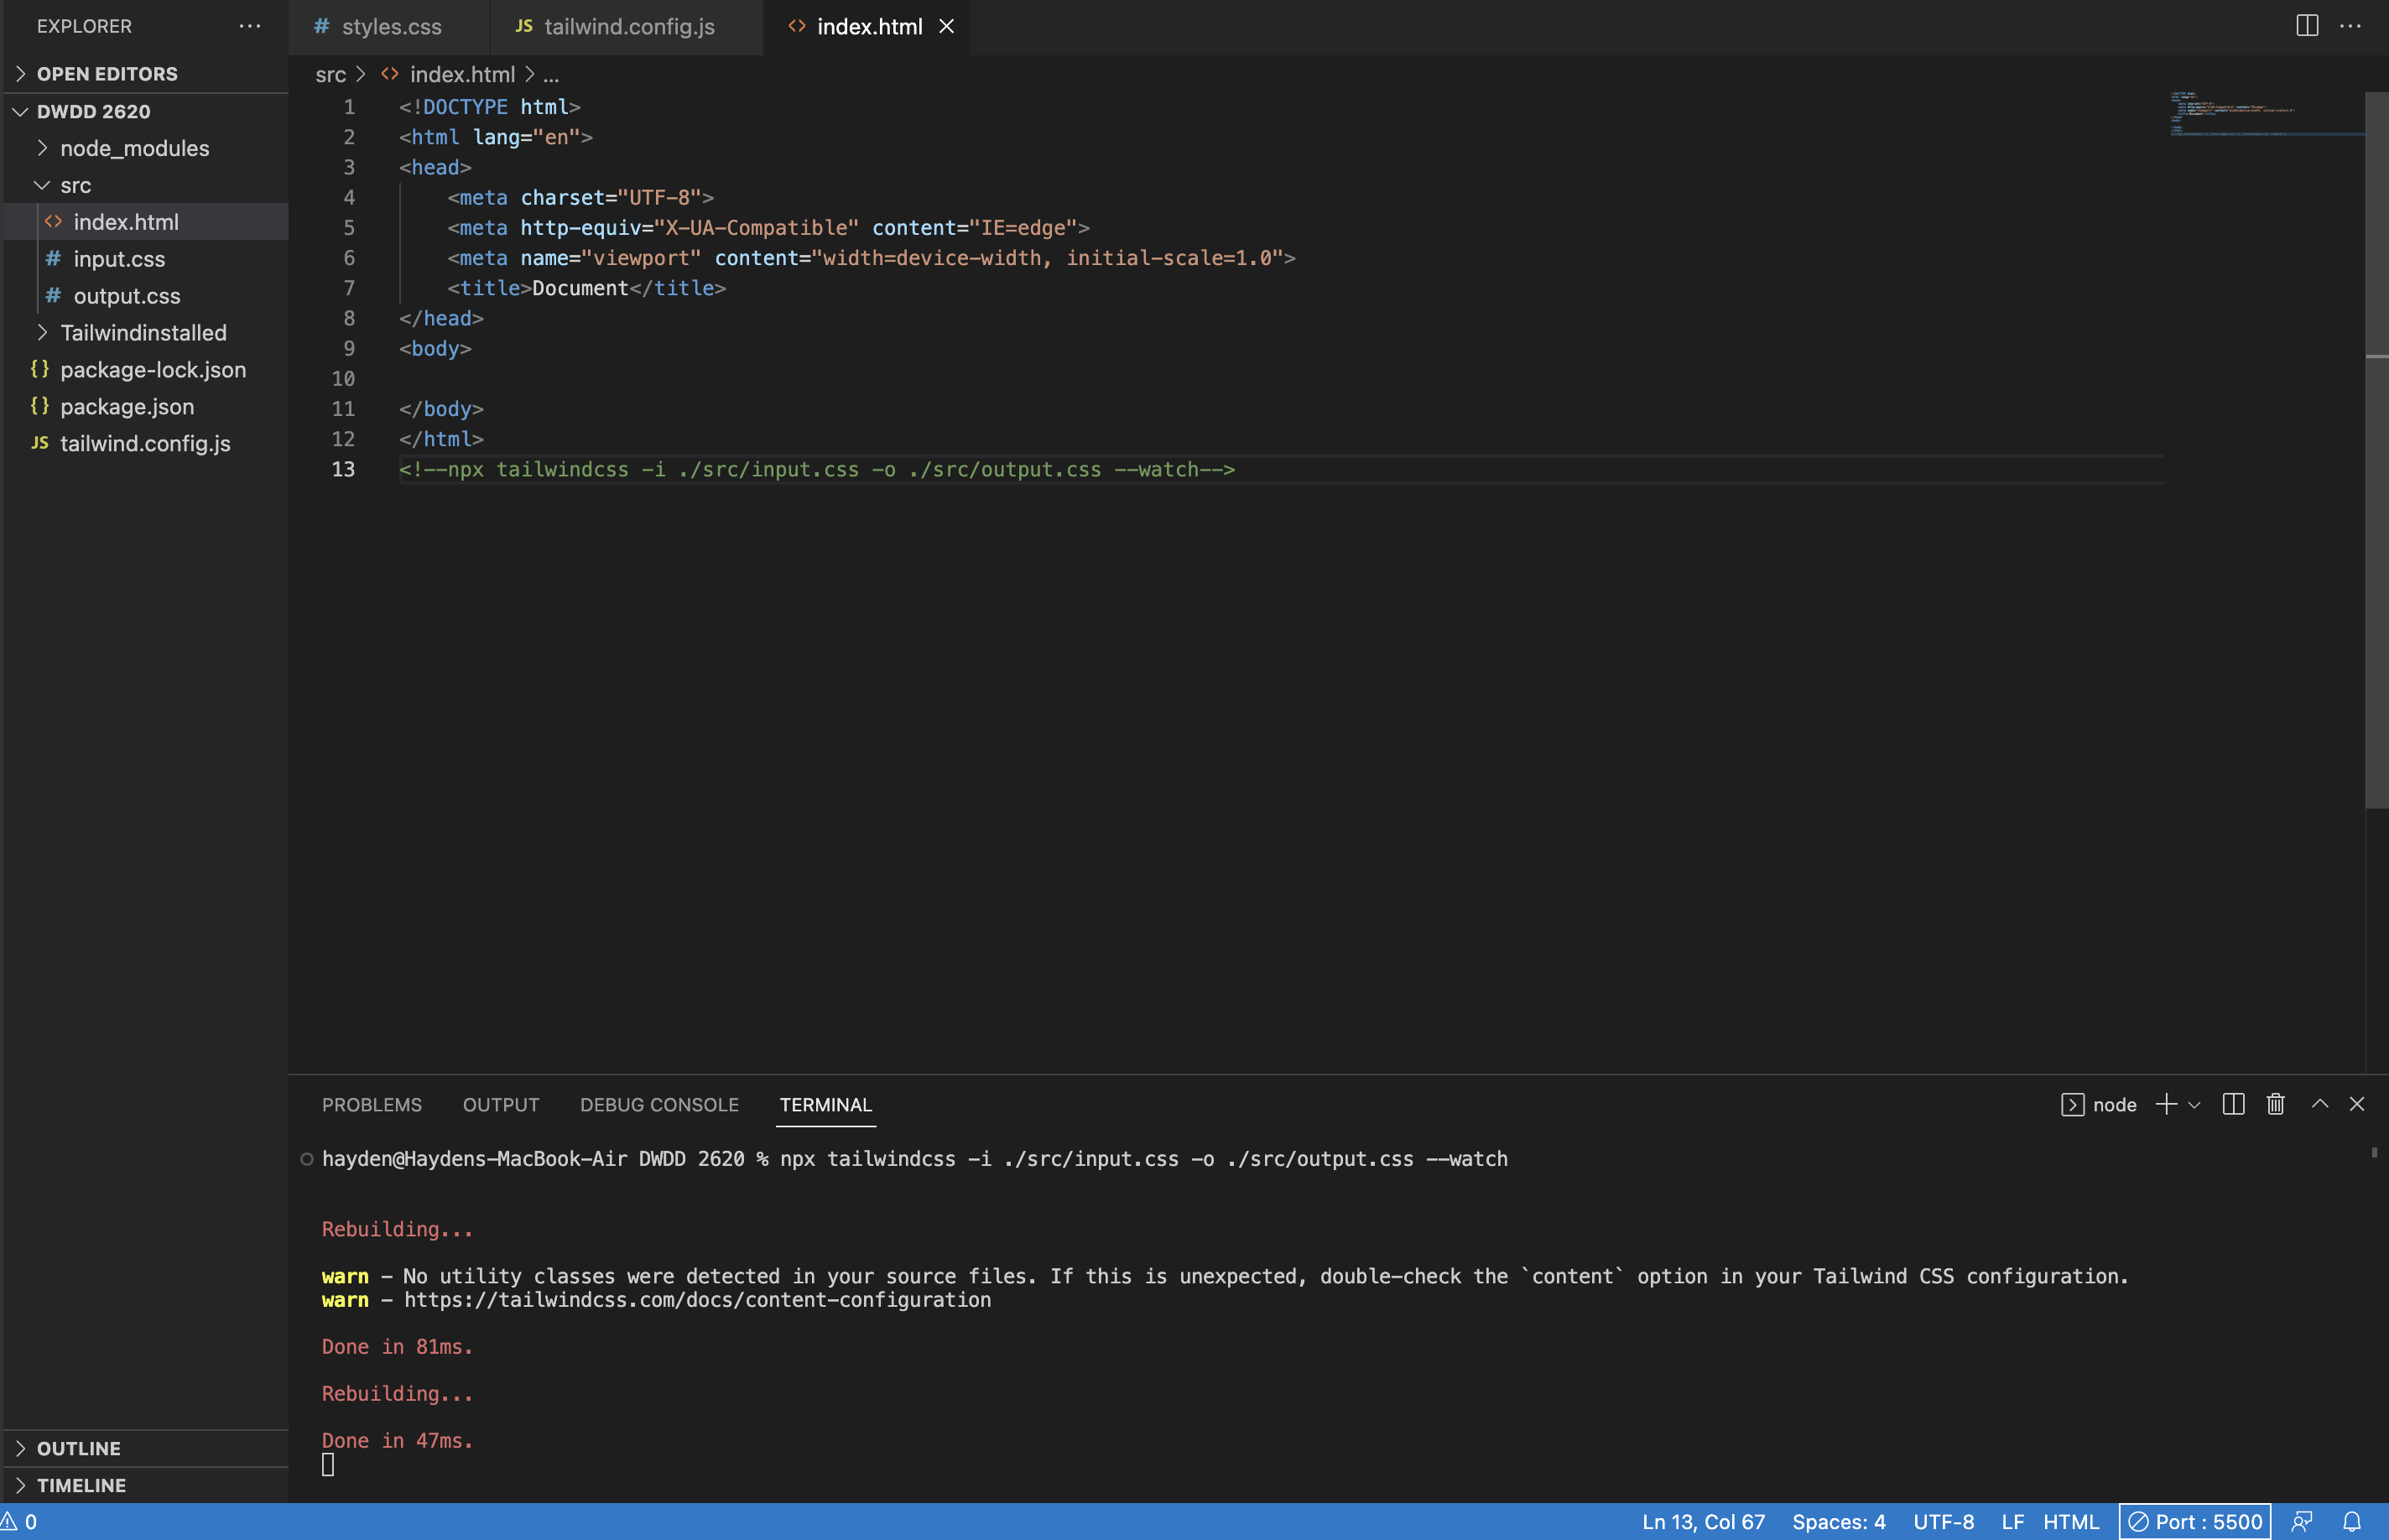 EXPLORER
OPEN EDITORS
DWDD 2620
node_modules
src
index.html
input.css
output.css
Tailwindinstalled
package-lock.json
package.json
JS tailwind.config.js
OUTLINE
TIMELINE
# styles.css
JS tailwind.config.js
index.html
src > index.html > ...
1 <!DOCTYPE html>
2 <html lang="en">
3 <head>
4 <meta charset="UTF-8">
5 <meta http-equiv="X-UA-Compatible" content="IE=edge">
6 <meta name="viewport" content="width=device-width, initial-scale=1.0">
7 <title>Document</title>
8 </head>
9 <body>
10
11 </body>
12 </html>
13 <!--npx tailwindcss -i ./src/input.css -o ./src/output.css --watch-->
PROBLEMS OUTPUT DEBUG CONSOLE TERMINAL
node
hayden@Haydens-MacBook-Air DWDD 2620 % npx tailwindcss -i ./src/input.css -o ./src/output.css --watch
Rebuilding...
warn - No utility classes were detected in your source files. If this is unexpected, double-check the `content` option in your Tailwind CSS configuration.
warn - https://tailwindcss.com/docs/content-configuration
Done in 81ms.
Rebuilding...
Done in 47ms.
0
Ln 13, Col 67 Spaces: 4 UTF-8 LF HTML Port : 5500